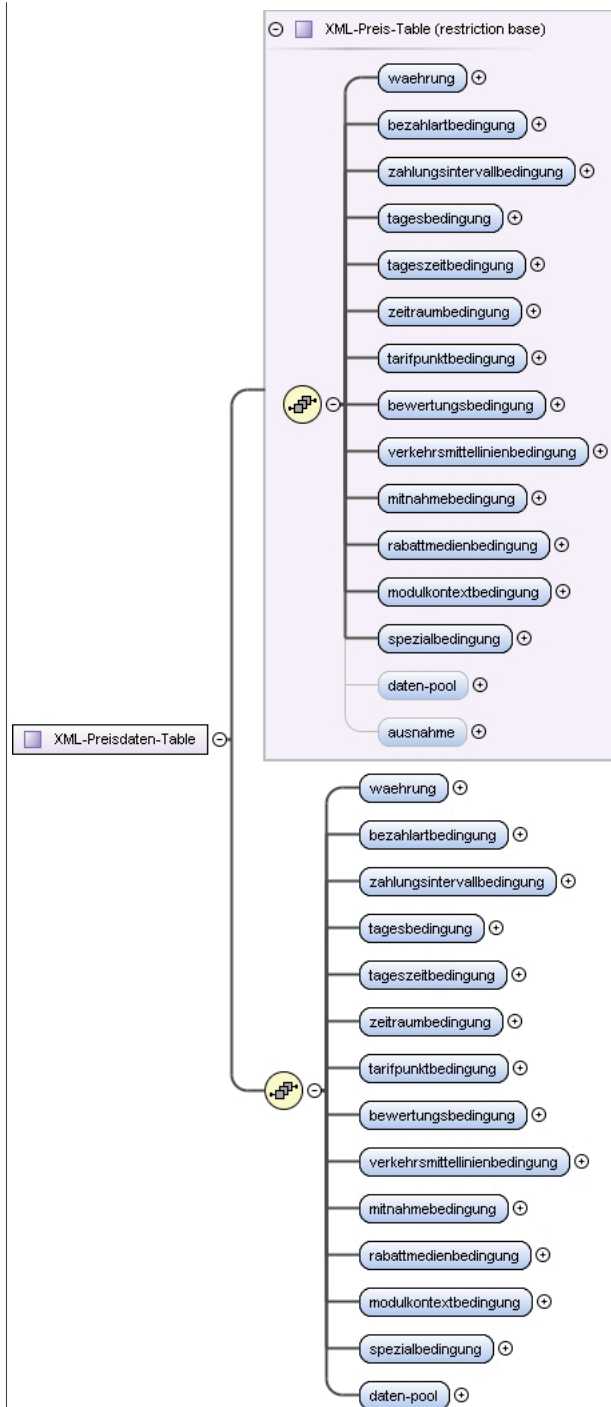 XML-Preis-Table (restriction base)
waehrung
bezahlartbedingung
zahlungsintervallbedingung
tagesbedingung
tageszeitbedingung
zeitraumbedingung
tarifpunktbedingung
bewertungsbedingung
verkehrsmittellinienbedingung
mitnahmebedingung
rabattmedienbedingung
modulkontextbedingung
spezialbedingung
daten-pool
ausnahme
XML-Preisdaten-Table
waehrung
bezahlartbedingung
zahlungsintervallbedingung
tagesbedingung
tageszeitbedingung
zeitraumbedingung
tarifpunktbedingung
bewertungsbedingung
verkehrsmittellinienbedingung
mitnahmebedingung
rabattmedienbedingung
modulkontextbedingung
spezialbedingung
daten-pool